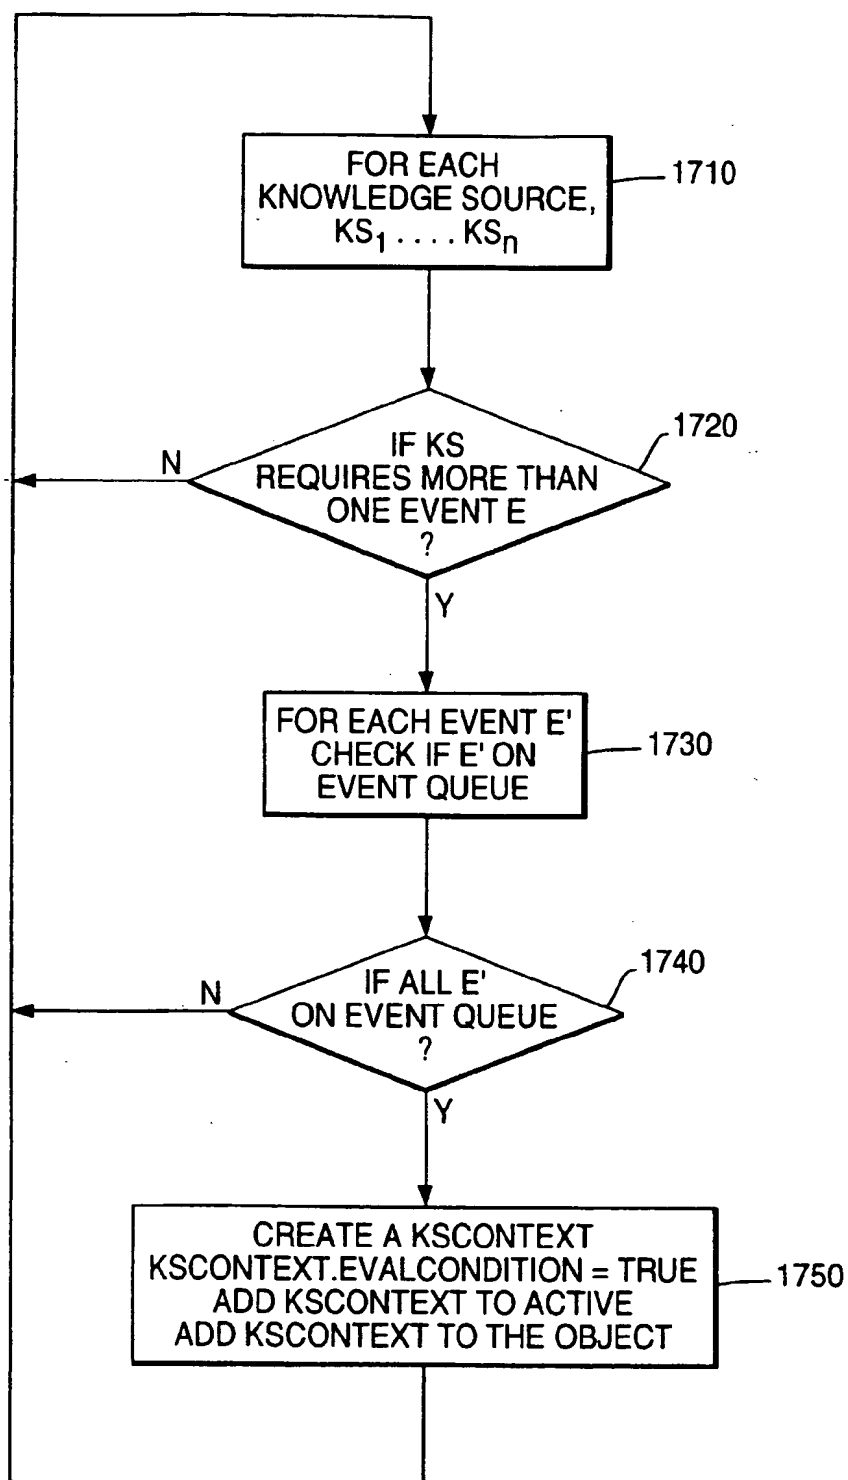 FOR EACH
KNOWLEDGE SOURCE,
KS1 .... KSn
1710
IF KS
REQUIRES MORE THAN
ONE EVENT E
?
1720
N
Y
FOR EACH EVENT E'
CHECK IF E' ON
EVENT QUEUE
1730
IF ALL E'
ON EVENT QUEUE
?
1740
N
Y
CREATE A KSCONTEXT
KSCONTEXT.EVALCONDITION = TRUE
ADD KSCONTEXT TO ACTIVE
ADD KSCONTEXT TO THE OBJECT
1750